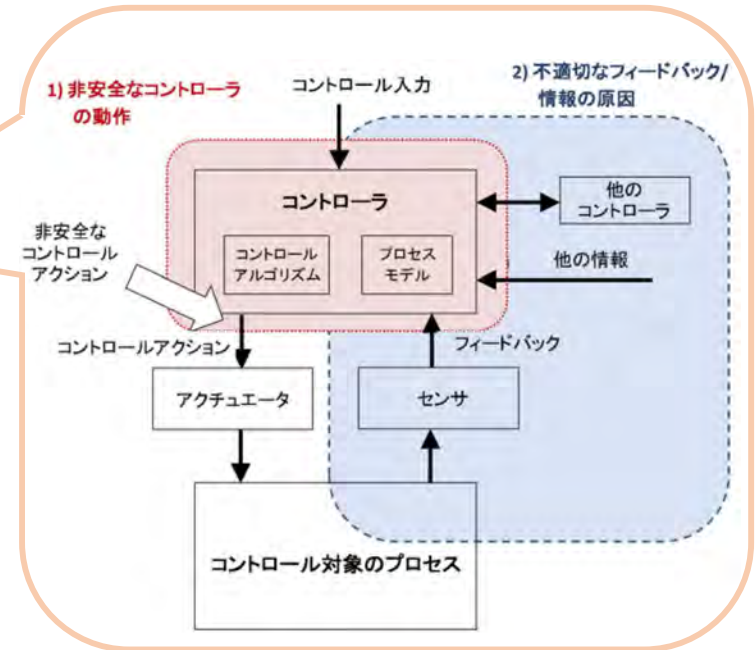 1) 非安全なコントローラ
の動作
コントロール入力
2) 不適切なフィードバック/
情報の原因
コントローラ
他の
コントローラ
コントロール
アルゴリズム
プロセス
モデル
非安全な
コントロール
アクション
他の情報
コントロールアクション
フィードバック
アクチュエータ
センサ
コントロール対象のプロセス